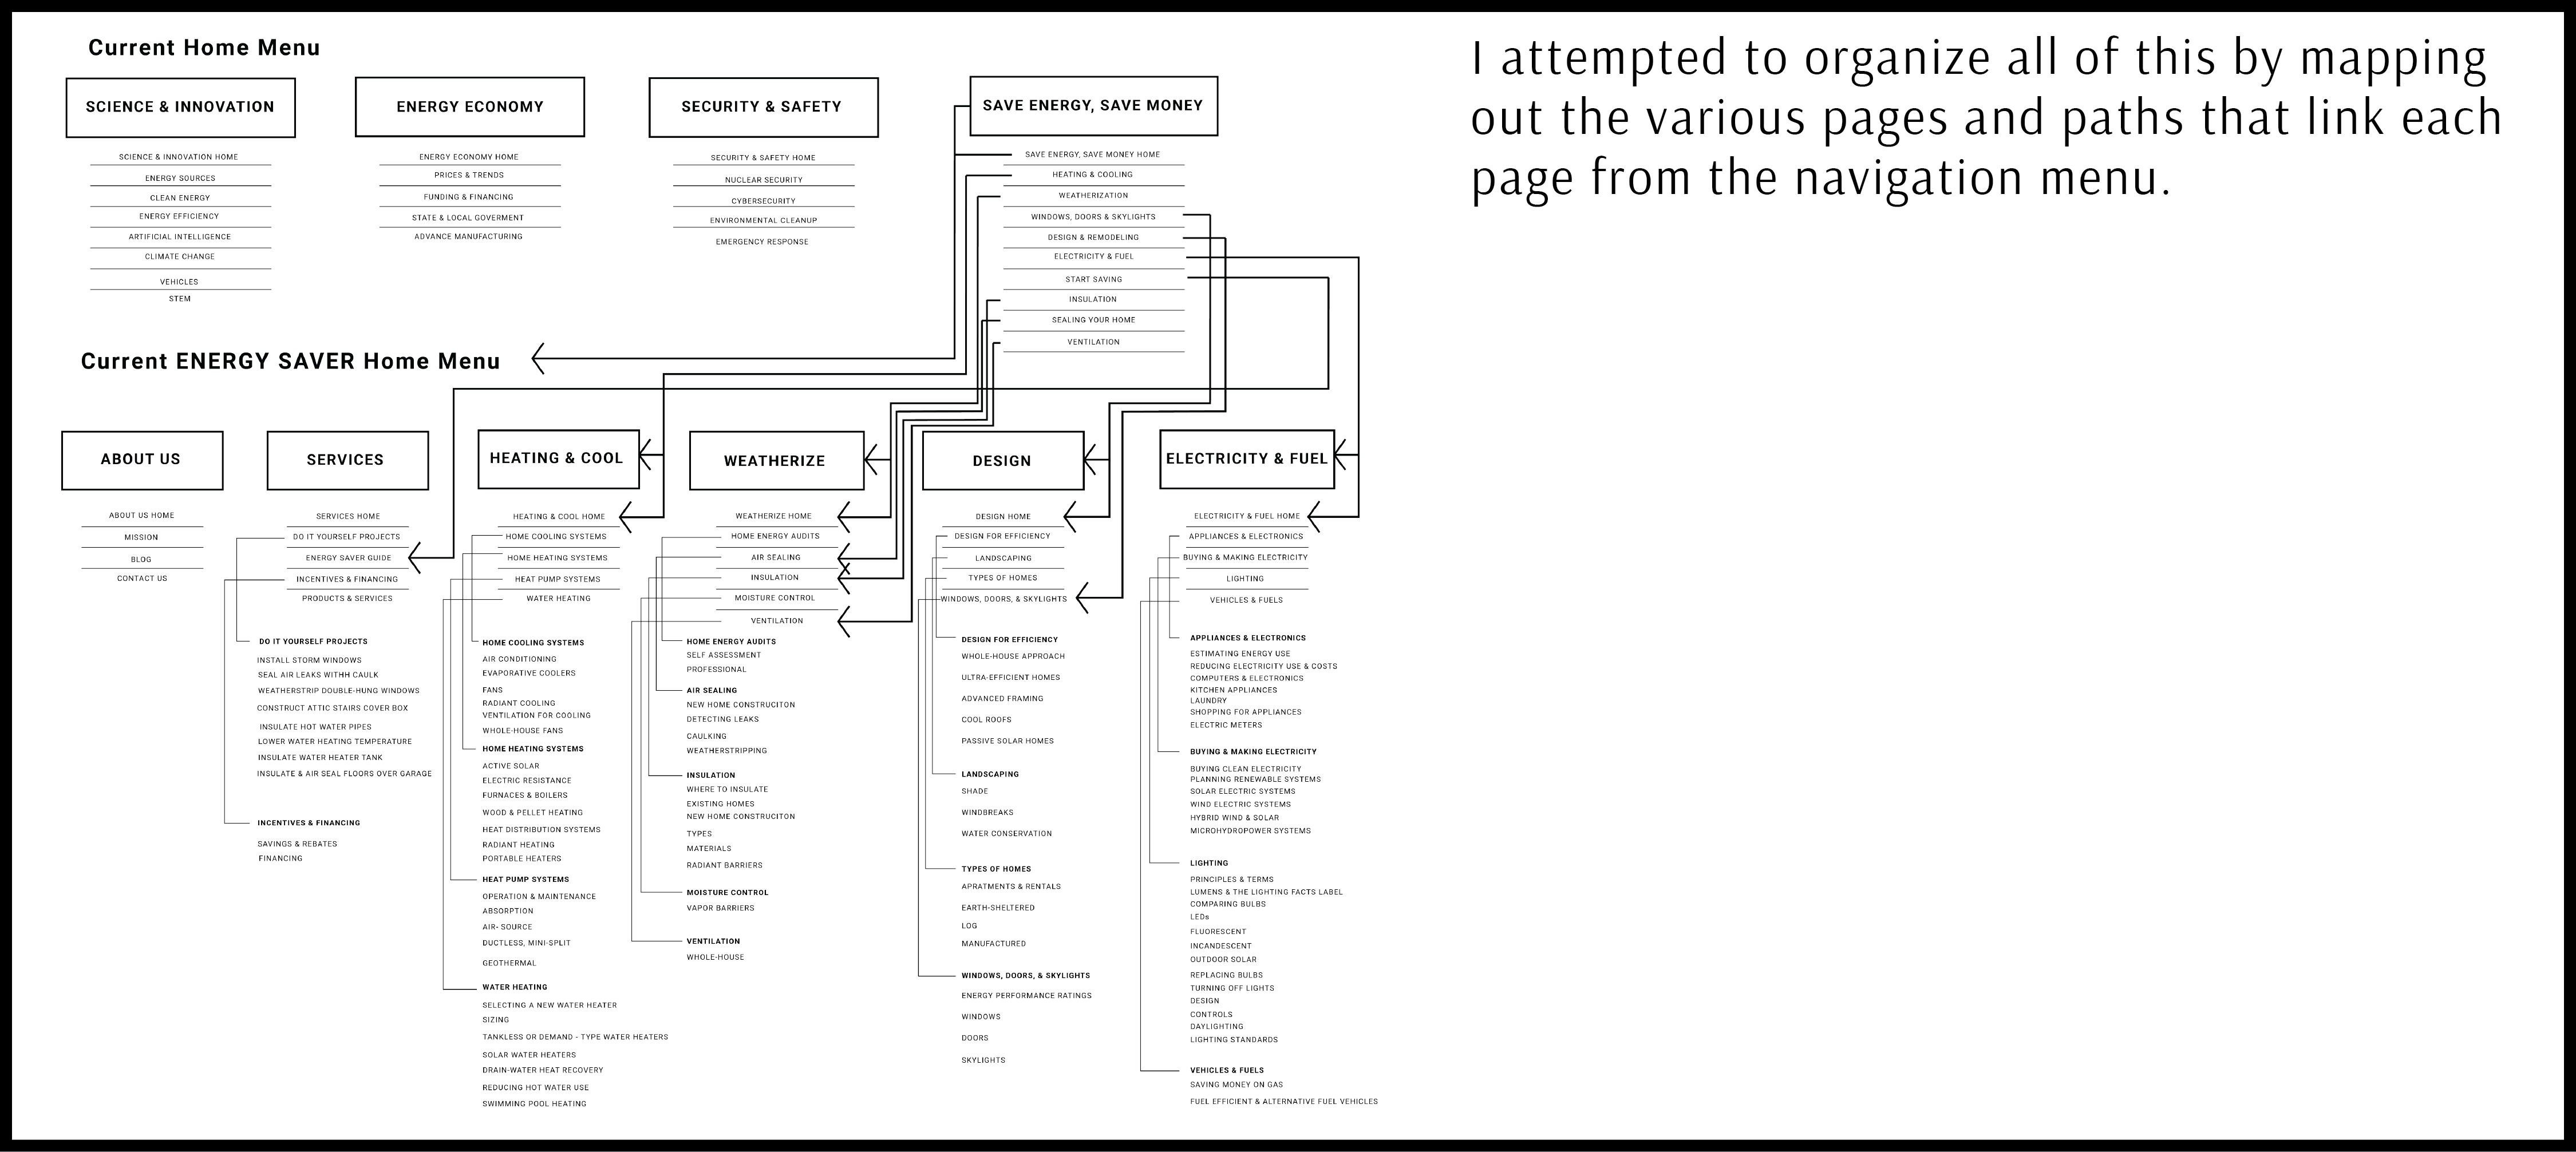 Current Home Menu
I attempted to organize all of this by mapping
out the various pages and paths that link each
page from the navigation menu.
SCIENCE & INNOVATION
SCIENCE & INNOVATION HOME
ENERGY SOURCES
CLEAN ENERGY
ENERGY EFFICIENCY
ARTIFICIAL INTELLIGENCE
CLIMATE CHANGE
VEHICLES
STEM
ENERGY ECONOMY
ENERGY ECONOMY HOME
PRICES & TRENDS
FUNDING & FINANCING
STATE & LOCAL GOVERMENT
ADVANCE MANUFACTURING
SECURITY & SAFETY
SECURITY & SAFETY HOME
NUCLEAR SECURITY
CYBERSECURITY
ENVIRONMENTAL CLEANUP
EMERGENCY RESPONSE
SAVE ENERGY, SAVE MONEY
SAVE ENERGY, SAVE MONEY HOME
HEATING & COOLING
WEATHERIZATION
WINDOWS, DOORS & SKYLIGHTS
DESIGN & REMODELING
ELECTRICITY & FUEL
START SAVING
INSULATION
SEALING YOUR HOME
VENTILATION
Current ENERGY SAVER Home Menu
ABOUT US
ABOUT US HOME
MISSION
BLOG
CONTACT US
SERVICES
SERVICES HOME
DO IT YOURSELF PROJECTS
ENERGY SAVER GUIDE
INCENTIVES & FINANCING
PRODUCTS & SERVICES
DO IT YOURSELF PROJECTS
INSTALL STORM WINDOWS
SEAL AIR LEAKS WITHH CAULK
WEATHERSTRIP DOUBLE-HUNG WINDOWS
CONSTRUCT ATTIC STAIRS COVER BOX
INSULATE HOT WATER PIPES
LOWER WATER HEATING TEMPERATURE
INSULATE WATER HEATER TANK
INSULATE & AIR SEAL FLOORS OVER GARAGE
INCENTIVES & FINANCING
SAVINGS & REBATES
FINANCING
HEATING & COOL
HEATING & COOL HOME
HOME COOLING SYSTEMS
HOME HEATING SYSTEMS
HEAT PUMP SYSTEMS
WATER HEATING
HOME COOLING SYSTEMS
AIR CONDITIONING
EVAPORATIVE COOLERS
FANS
RADIANT COOLING
VENTILATION FOR COOLING
WHOLE-HOUSE FANS
HOME HEATING SYSTEMS
ACTIVE SOLAR
ELECTRIC RESISTANCE
FURNACES & BOILERS
WOOD & PELLET HEATING
HEAT DISTRIBUTION SYSTEMS
RADIANT HEATING
PORTABLE HEATERS
HEAT PUMP SYSTEMS
OPERATION & MAINTENANCE
ABSORPTION
AIR- SOURCE
DUCTLESS, MINI-SPLIT
GEOTHERMAL
WATER HEATING
SELECTING A NEW WATER HEATER
SIZING
TANKLESS OR DEMAND - TYPE WATER HEATERS
SOLAR WATER HEATERS
DRAIN-WATER HEAT RECOVERY
REDUCING HOT WATER USE
SWIMMING POOL HEATING
WEATHERIZE
WEATHERIZE HOME
HOME ENERGY AUDITS
AIR SEALING
INSULATION
MOISTURE CONTROL
VENTILATION
HOME ENERGY AUDITS
SELF ASSESSMENT
PROFESSIONAL
AIR SEALING
NEW HOME CONSTRUCITON
DETECTING LEAKS
CAULKING
WEATHERSTRIPPING
INSULATION
WHERE TO INSULATE
EXISTING HOMES
NEW HOME CONSTRUCITON
TYPES
MATERIALS
RADIANT BARRIERS
MOISTURE CONTROL
VAPOR BARRIERS
VENTILATION
WHOLE-HOUSE
DESIGN
DESIGN HOME
DESIGN FOR EFFICIENCY
LANDSCAPING
TYPES OF HOMES
WINDOWS, DOORS, & SKYLIGHTS
DESIGN FOR EFFICIENCY
WHOLE-HOUSE APPROACH
ULTRA-EFFICIENT HOMES
ADVANCED FRAMING
COOL ROOFS
PASSIVE SOLAR HOMES
LANDSCAPING
SHADE
WINDBREAKS
WATER CONSERVATION
TYPES OF HOMES
APRATMENTS & RENTALS
EARTH-SHELTERED
LOG
MANUFACTURED
WINDOWS, DOORS, & SKYLIGHTS
ENERGY PERFORMANCE RATINGS
WINDOWS
DOORS
SKYLIGHTS
ELECTRICITY & FUEL
ELECTRICITY & FUEL HOME
APPLIANCES & ELECTRONICS
BUYING & MAKING ELECTRICITY
LIGHTING
VEHICLES & FUELS
APPLIANCES & ELECTRONICS
ESTIMATING ENERGY USE
REDUCING ELECTRICITY USE & COSTS
COMPUTERS & ELECTRONICS
KITCHEN APPLIANCES
LAUNDRY
SHOPPING FOR APPLIANCES
ELECTRIC METERS
BUYING & MAKING ELECTRICITY
BUYING CLEAN ELECTRICITY
PLANNING RENEWABLE SYSTEMS
SOLAR ELECTRIC SYSTEMS
WIND ELECTRIC SYSTEMS
HYBRID WIND & SOLAR
MICROHYDROPOWER SYSTEMS
LIGHTING
PRINCIPLES & TERMS
LUMENS & THE LIGHTING FACTS LABEL
COMPARING BULBS
LEDs
FLUORESCENT
INCANDESCENT
OUTDOOR SOLAR
REPLACING BULBS
TURNING OFF LIGHTS
DESIGN
CONTROLS
DAYLIGHTING
LIGHTING STANDARDS
VEHICLES & FUELS
SAVING MONEY ON GAS
FUEL EFFICIENT & ALTERNATIVE FUEL VEHICLES